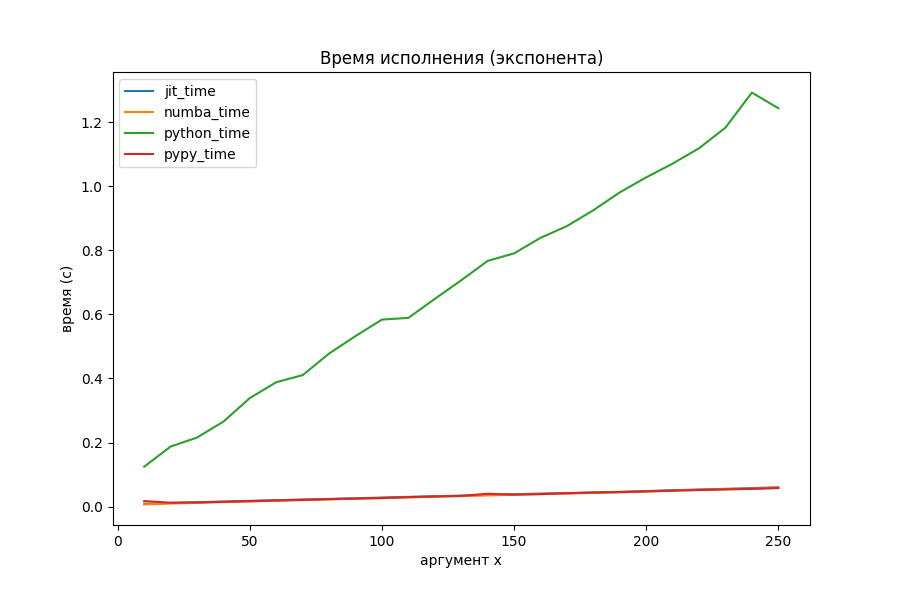 Время исполнения (экспонента)
jit_time
numba_time
python_time
pypy_time
время (с)
1.2
1.0
0.8
0.6
0.4
0.2
0.0
0
50
100
150
200
250
аргумент x